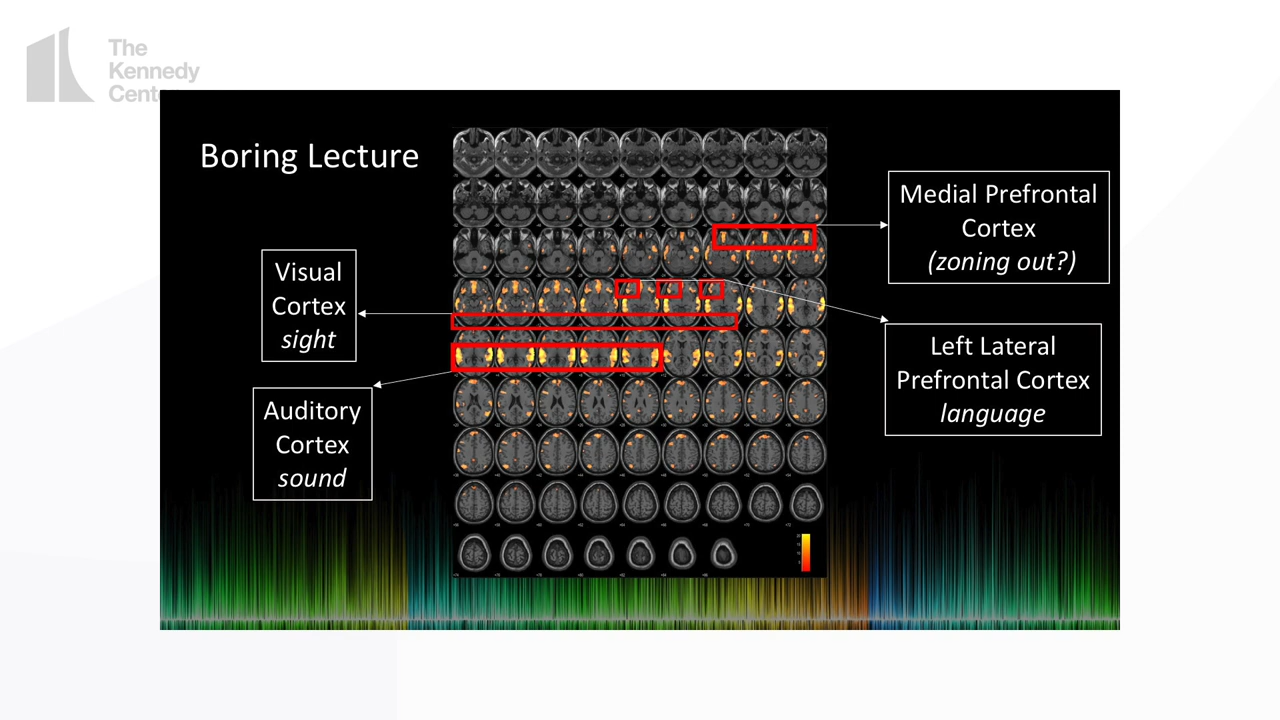 The
Kennedy
Boring Lecture
Visual
Cortex
sight
Auditory
Cortex
sound
Medial Prefrontal
Cortex
(zoning out?)
Left Lateral
Prefrontal Cortex
language